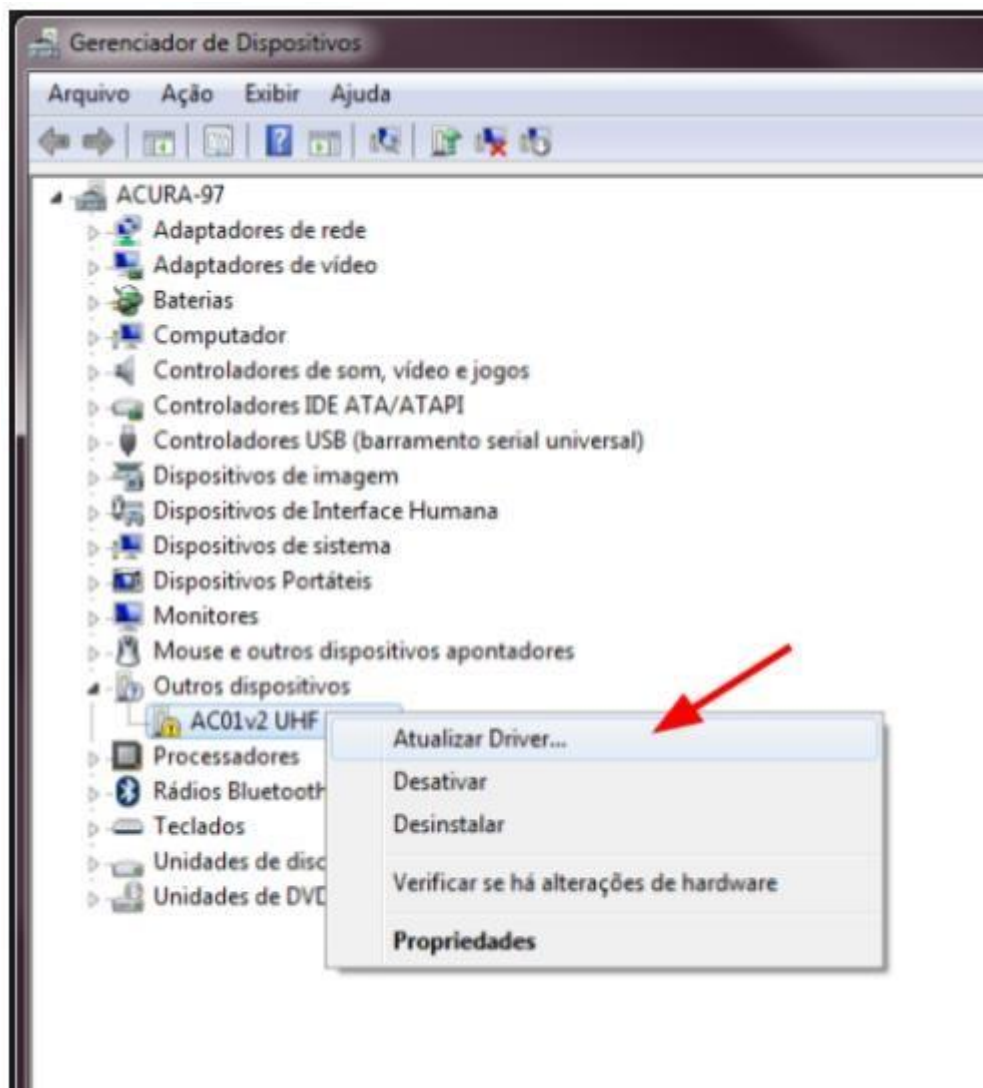 Gerenciador de Dispositivos
Arquivo Ação Exibir Ajuda
ACURA-97
Adaptadores de rede
Adaptadores de vídeo
Baterias
Computador
Controladores de som, vídeo e jogos
Controladores IDE ATA/ATAPI
Controladores USB (barramento serial universal)
Dispositivos de imagem
Dispositivos de Interface Humana
Dispositivos de sistema
Dispositivos Portáteis
Monitores
Mouse e outros dispositivos apontadores
Outros dispositivos
AC01v2 UHF
Processadores
Rádios Bluetooth
Teclados
Unidades de disc
Unidades de DVD
Atualizar Driver...
Desativar
Desinstalar
Verificar se há alterações de hardware
Propriedades